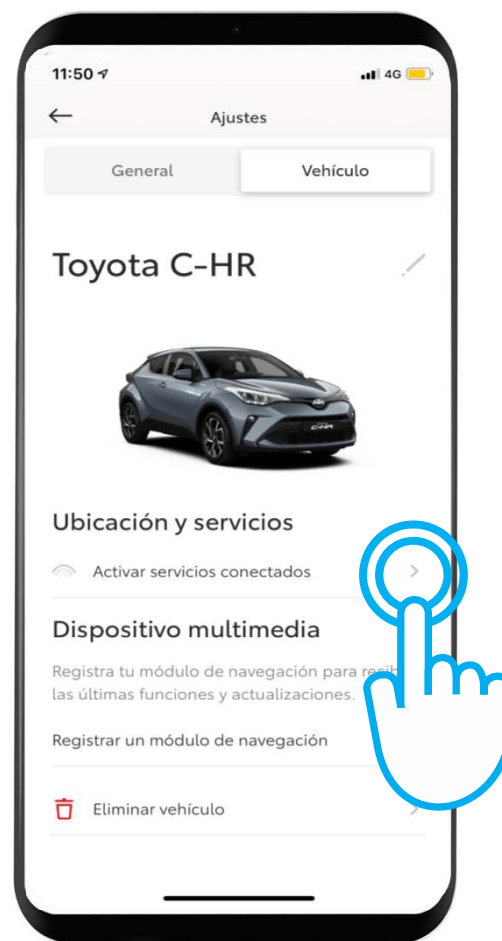 11:50
4G
Ajustes
General
Vehículo
Toyota C-HR
C-HR
Ubicación y servicios
Activar servicios conectados
Dispositivo multimedia
Registra tu módulo de navegación para
las últimas funciones y actualizaciones.
Registrar un módulo de navegación
Eliminar vehículo